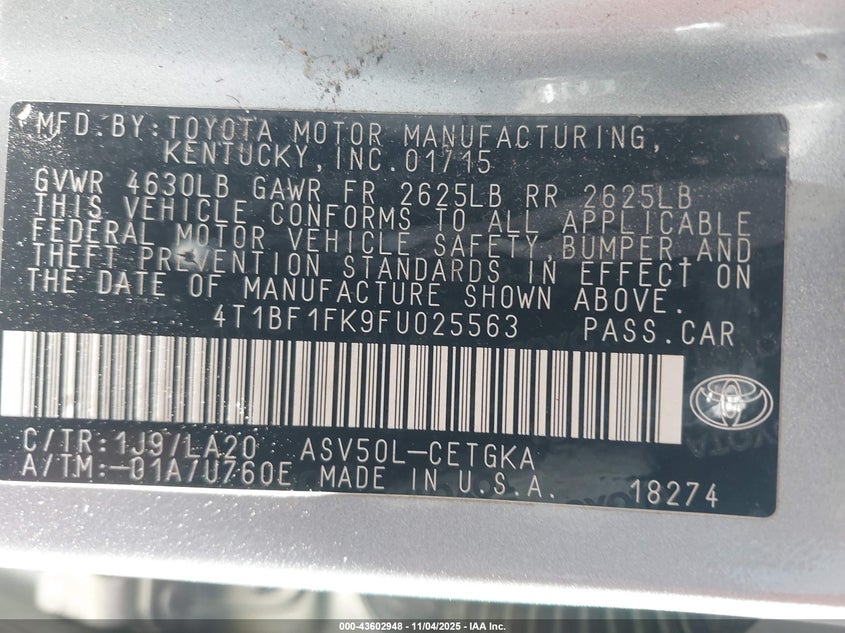 MFD.BY:TOYOTA MOTOR MANUFACTURING,
KENTUCKY,INC.01/15
GVWR 4630LB GAWR FR 2625LB RR 2625LB
THIS VEHICLE CONFORMS TO ALL APPLICABLE
FEDERAL MOTOR VEHICLE SAFETY,BUMPER,AND
THEFT PREVENTION STANDARDS IN EFFECT ON
THE DATE OF MANUFACTURE SHOWN ABOVE.
4T1BF1FK9FU025563 PASS.CAR
C/TR:1J9/LA20 ASV50L-CETGKA
A/TM:-01A/U760E MADE IN U.S.A. 18274
000-43602948 - 11/04/2025 - IAA Inc.